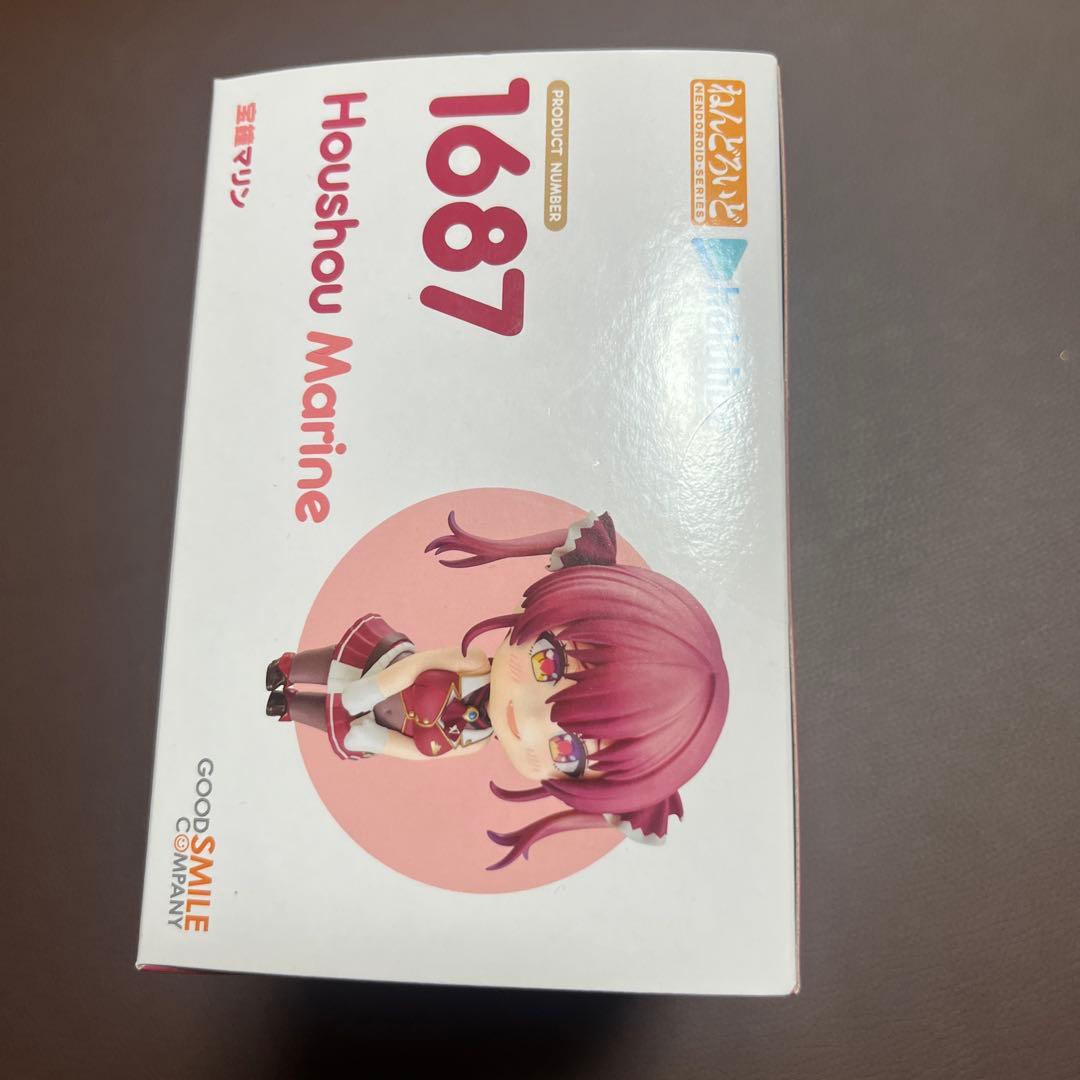 ねんどろいど
NENDOROID-SERIES
PRODUCT NUMBER
1687
Houshou Marine
宝鐘マリン
GOOD SMILE
COMPANY